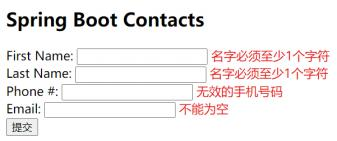 Spring Boot Contacts
First Name: 名字必须至少1个字符
Last Name: 名字必须至少1个字符
Phone #: 无效的手机号码
Email: 不能为空
提交